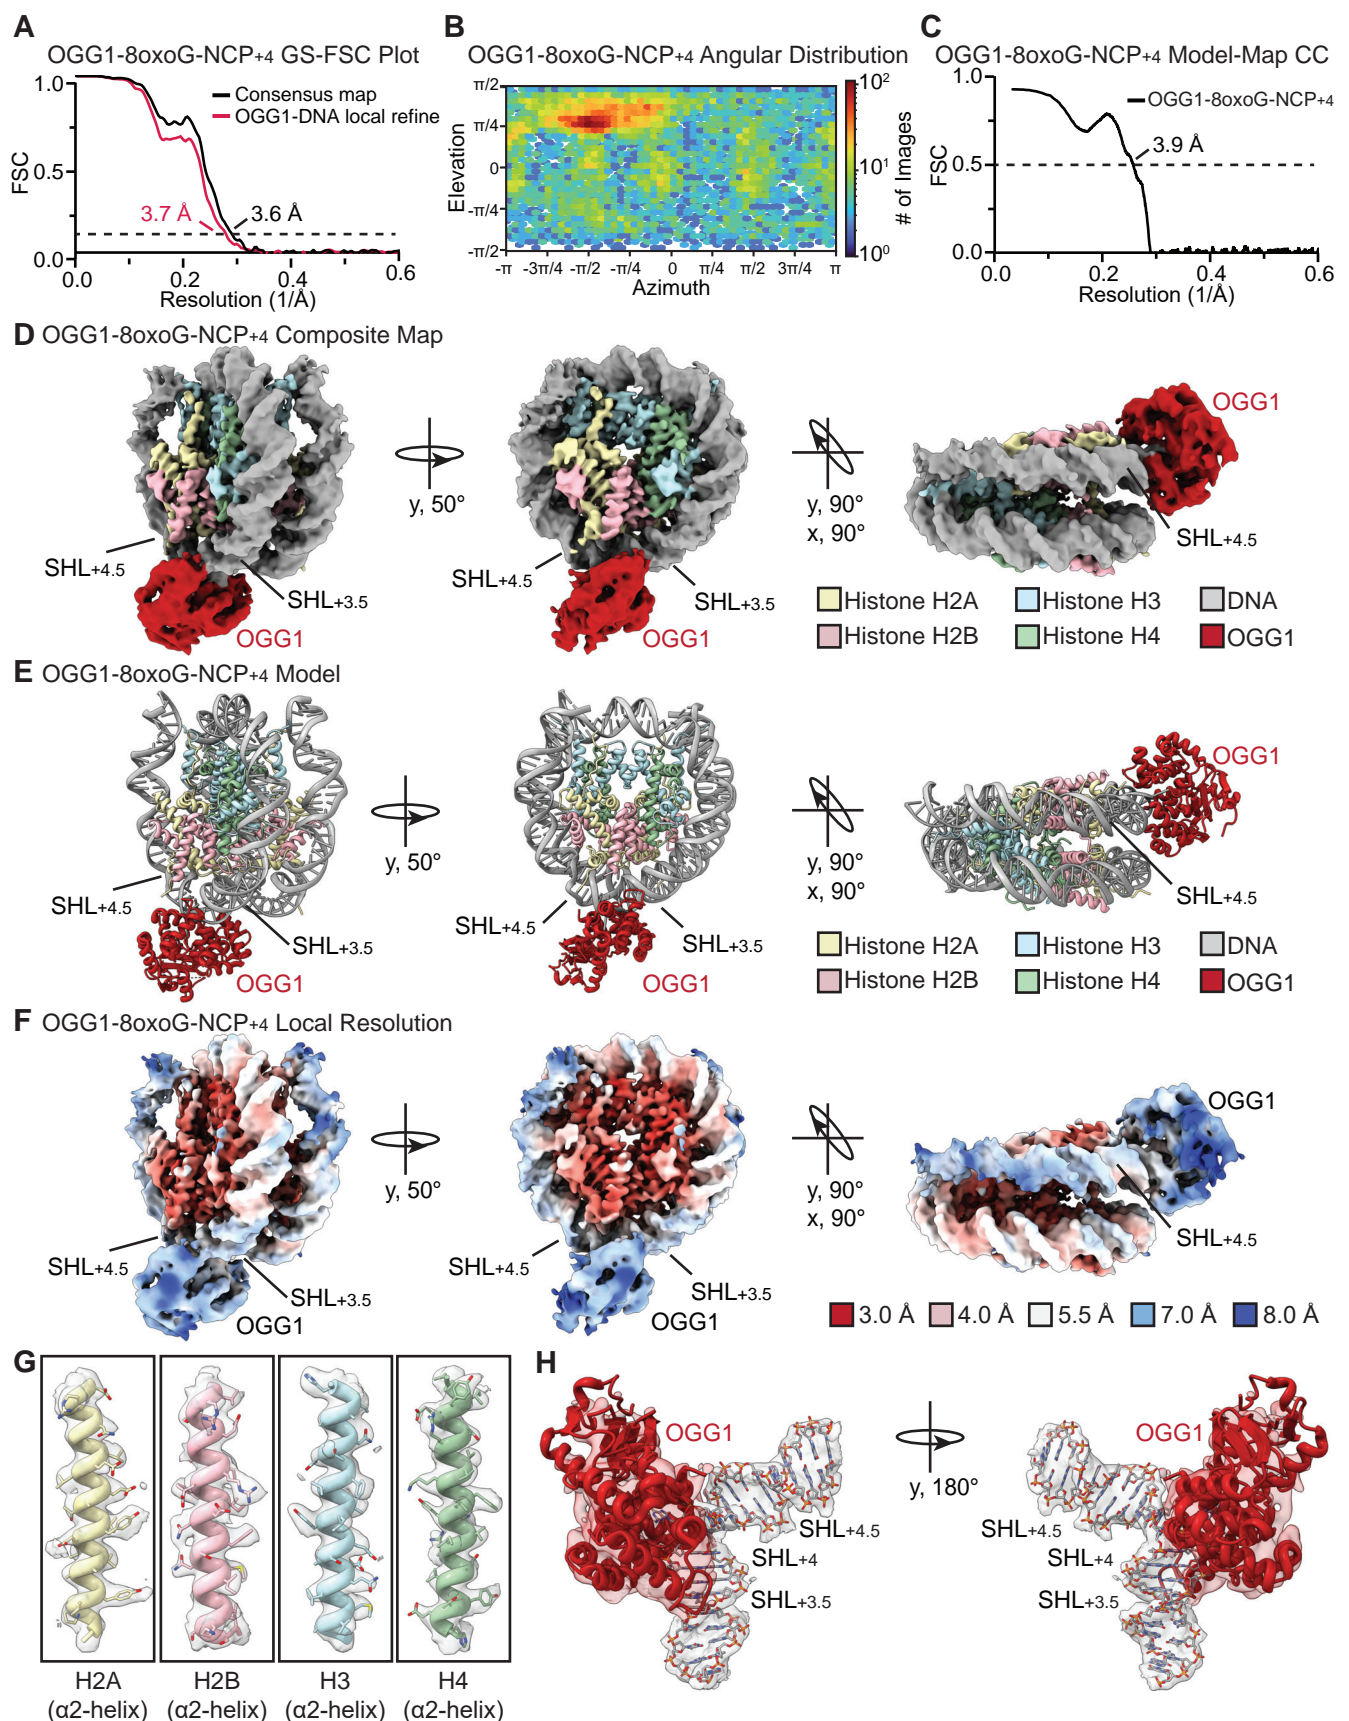 A
OGG1-8oxoG-NCP+4 GS-FSC Plot
1.0
0.5
0.0
FSC
Consensus map
OGG1-DNA local refine
3.7 Å
3.6 Å
0.0 0.2 0.4 0.6
Resolution (1/Å)
B
OGG1-8oxoG-NCP+4 Angular Distribution
π/2
π/4
0
-π/4
-π/2
Elevation
-π -3π/4 -π/2 -π/4 0 π/4 π/2 3π/4 π
Azimuth
10²
10¹
10⁰
# of Images
C
OGG1-8oxoG-NCP+4 Model-Map CC
1.0
0.5
0.0
FSC
OGG1-8oxoG-NCP+4
3.9 Å
0.0 0.2 0.4 0.6
Resolution (1/Å)
D OGG1-8oxoG-NCP+4 Composite Map
SHL+4.5
SHL+3.5
OGG1
y, 50°
SHL+4.5
SHL+3.5
OGG1
y, 90°
x, 90°
OGG1
SHL+4.5
Histone H2A Histone H3 DNA
Histone H2B Histone H4 OGG1
E OGG1-8oxoG-NCP+4 Model
SHL+4.5
SHL+3.5
OGG1
y, 50°
SHL+4.5
SHL+3.5
OGG1
y, 90°
x, 90°
OGG1
SHL+4.5
Histone H2A Histone H3 DNA
Histone H2B Histone H4 OGG1
F OGG1-8oxoG-NCP+4 Local Resolution
SHL+4.5
SHL+3.5
OGG1
y, 50°
SHL+4.5
SHL+3.5
OGG1
y, 90°
x, 90°
OGG1
SHL+4.5
3.0 Å 4.0 Å 5.5 Å 7.0 Å 8.0 Å
G
H2A
(α2-helix)
H2B
(α2-helix)
H3
(α2-helix)
H4
(α2-helix)
H
OGG1
SHL+4.5
SHL+4
SHL+3.5
y, 180°
OGG1
SHL+4.5
SHL+4
SHL+3.5